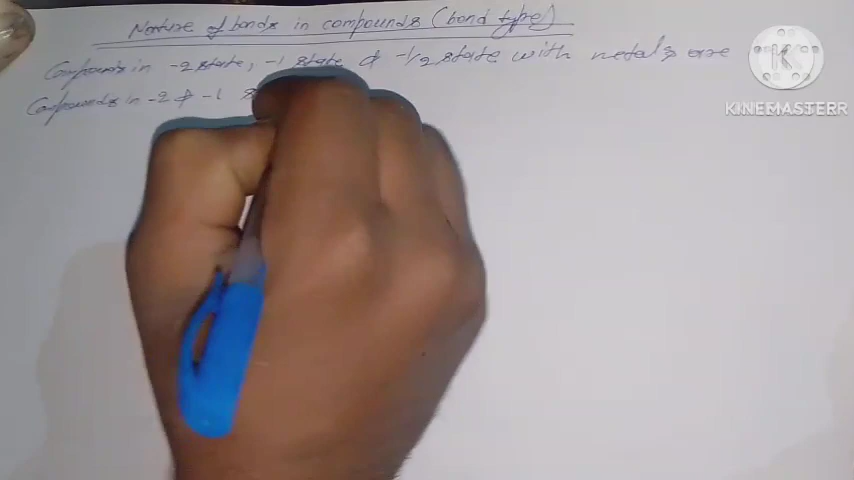 Nature of bonds in compounds (bond type)
Compounds in -2 state, -1 state & -1/2 state with metals are
Compounds in -2 & -1 s
K
KINEMASTERR